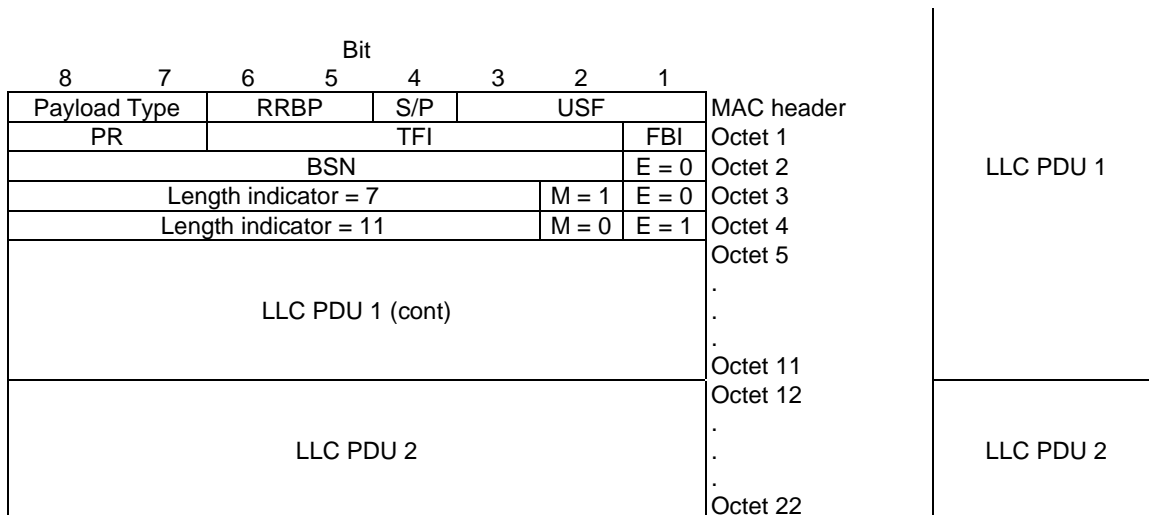 Bit
8 7 6 5 4 3 2 1
Payload Type RRBP S/P USF MAC header
PR TFI FBI Octet 1
BSN E = 0 Octet 2 LLC PDU 1
Length indicator = 7 M = 1 E = 0 Octet 3
Length indicator = 11 M = 0 E = 1 Octet 4
Octet 5
.
LLC PDU 1 (cont) .
.
Octet 11
Octet 12
.
LLC PDU 2 . LLC PDU 2
.
Octet 22